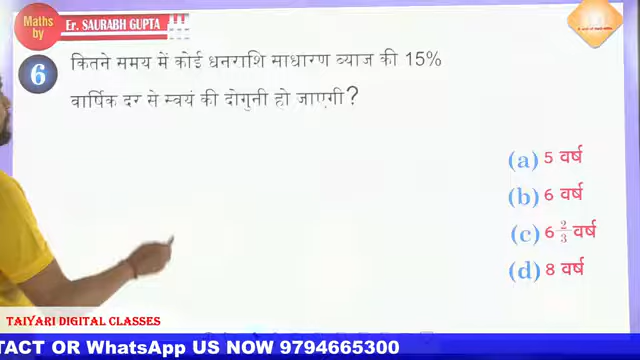 Maths
by
Er. SAURABH GUPTA
6
कितने समय में कोई धनराशि साधारण ब्याज की 15%
वार्षिक दर से स्वयं की दोगुनी हो जाएगी?
(a) 5 वर्ष
(b) 6 वर्ष
(c) 6 2/3 वर्ष
(d) 8 वर्ष
TAIYARI DIGITAL CLASSES
TACT OR WhatsApp US NOW 9794665300